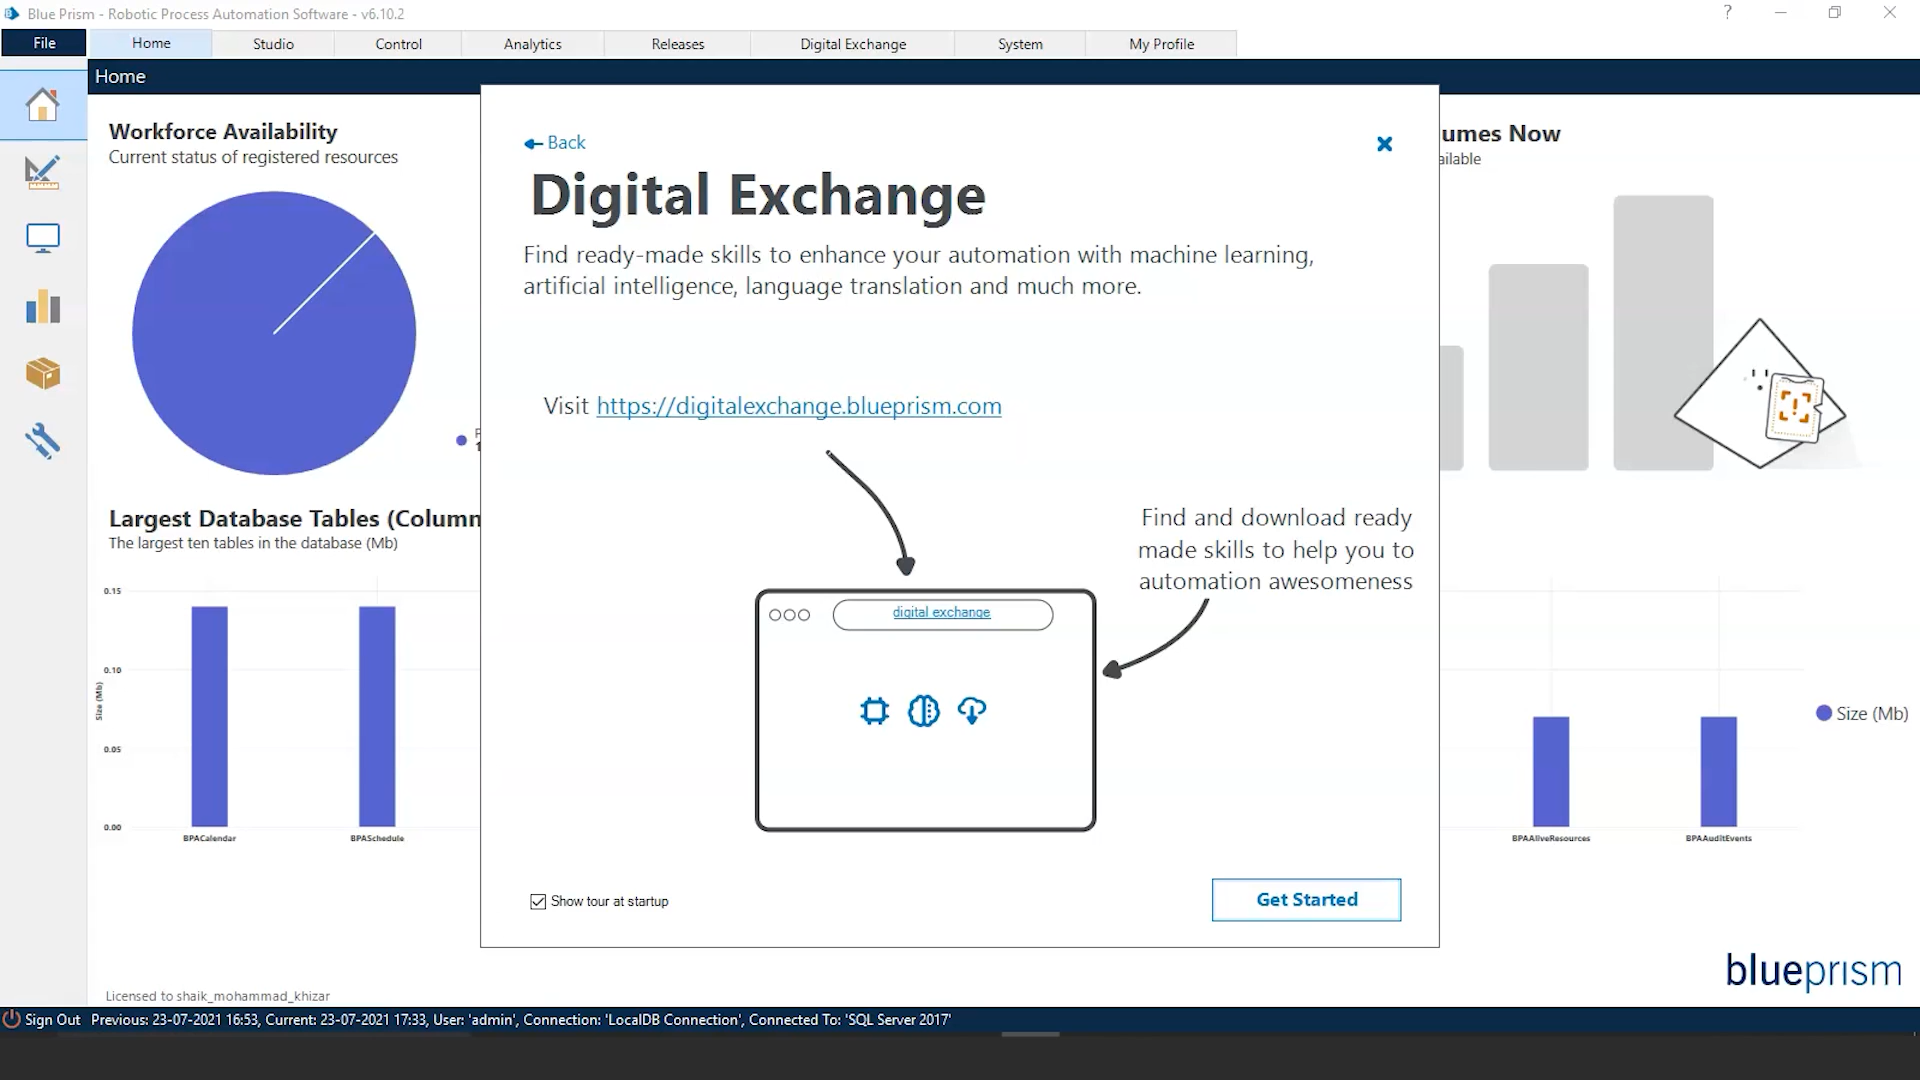 Blue Prism - Robotic Process Automation Software - v6.10.2
?
File
Home
Studio
Control
Analytics
Releases
Digital Exchange
System
My Profile
Home
Workforce Availability
Current status of registered resources
Largest Database Tables (Column
The largest ten tables in the database (Mb)
0.15
0.10
0.05
0.00
Size (Mb)
BPACalendar
BPASchedule
Back
Digital Exchange
Find ready-made skills to enhance your automation with machine learning,
artificial intelligence, language translation and much more.
Visit https://digitalexchange.blueprism.com
Find and download ready
made skills to help you to
automation awesomeness
digital exchange
Show tour at startup
Get Started
umes Now
ailable
Size (Mb)
BPAAliveResources
BPAAuditEvents
blueprism
Licensed to shaik_mohammad_khizar
Sign Out Previous: 23-07-2021 16:53, Current: 23-07-2021 17:33, User: 'admin', Connection: 'LocalDB Connection', Connected To: 'SQL Server 2017'